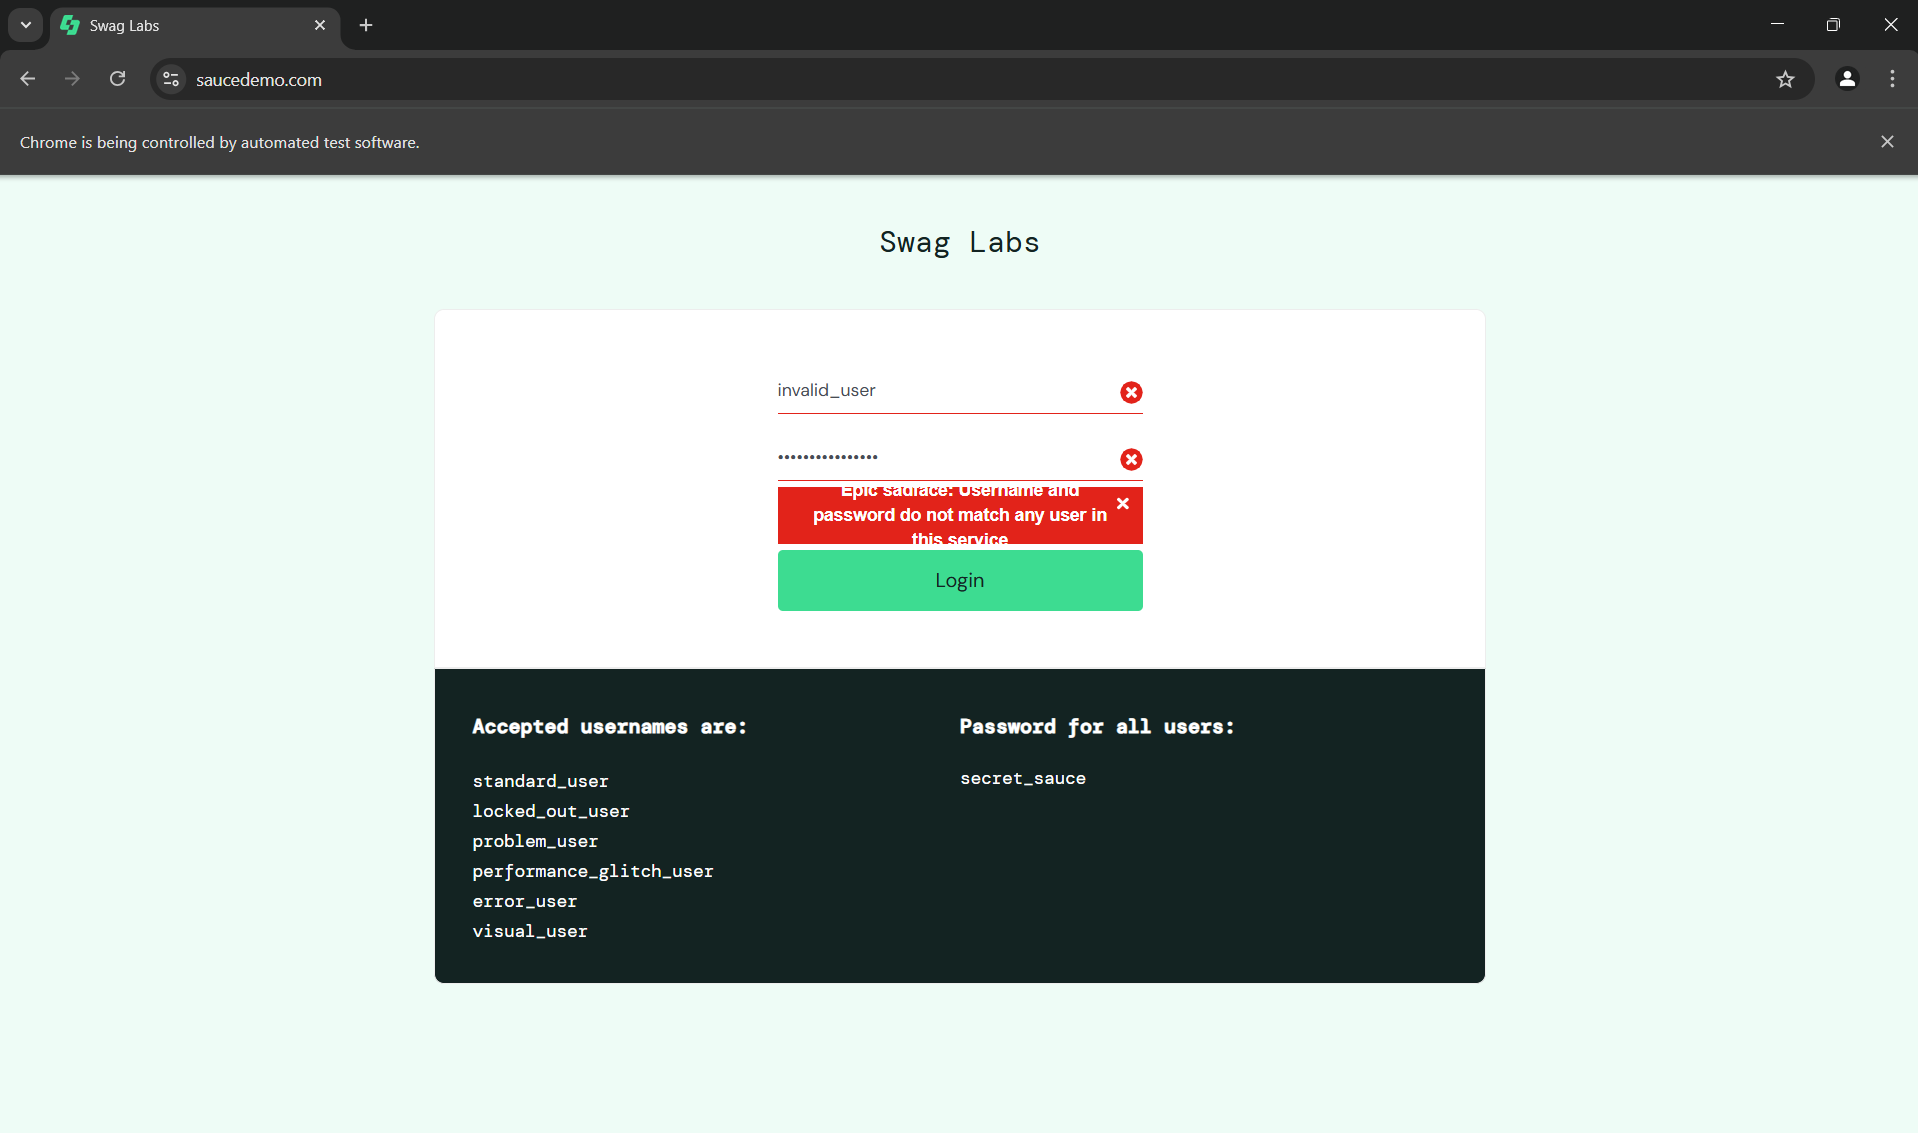 Swag Labs
saucedemo.com
Chrome is being controlled by automated test software.
Swag Labs
invalid_user
••••••••••••••••
Epic sadface: Username and
password do not match any user in
this service
Login
Accepted usernames are:
standard_user
locked_out_user
problem_user
performance_glitch_user
error_user
visual_user
Password for all users:
secret_sauce